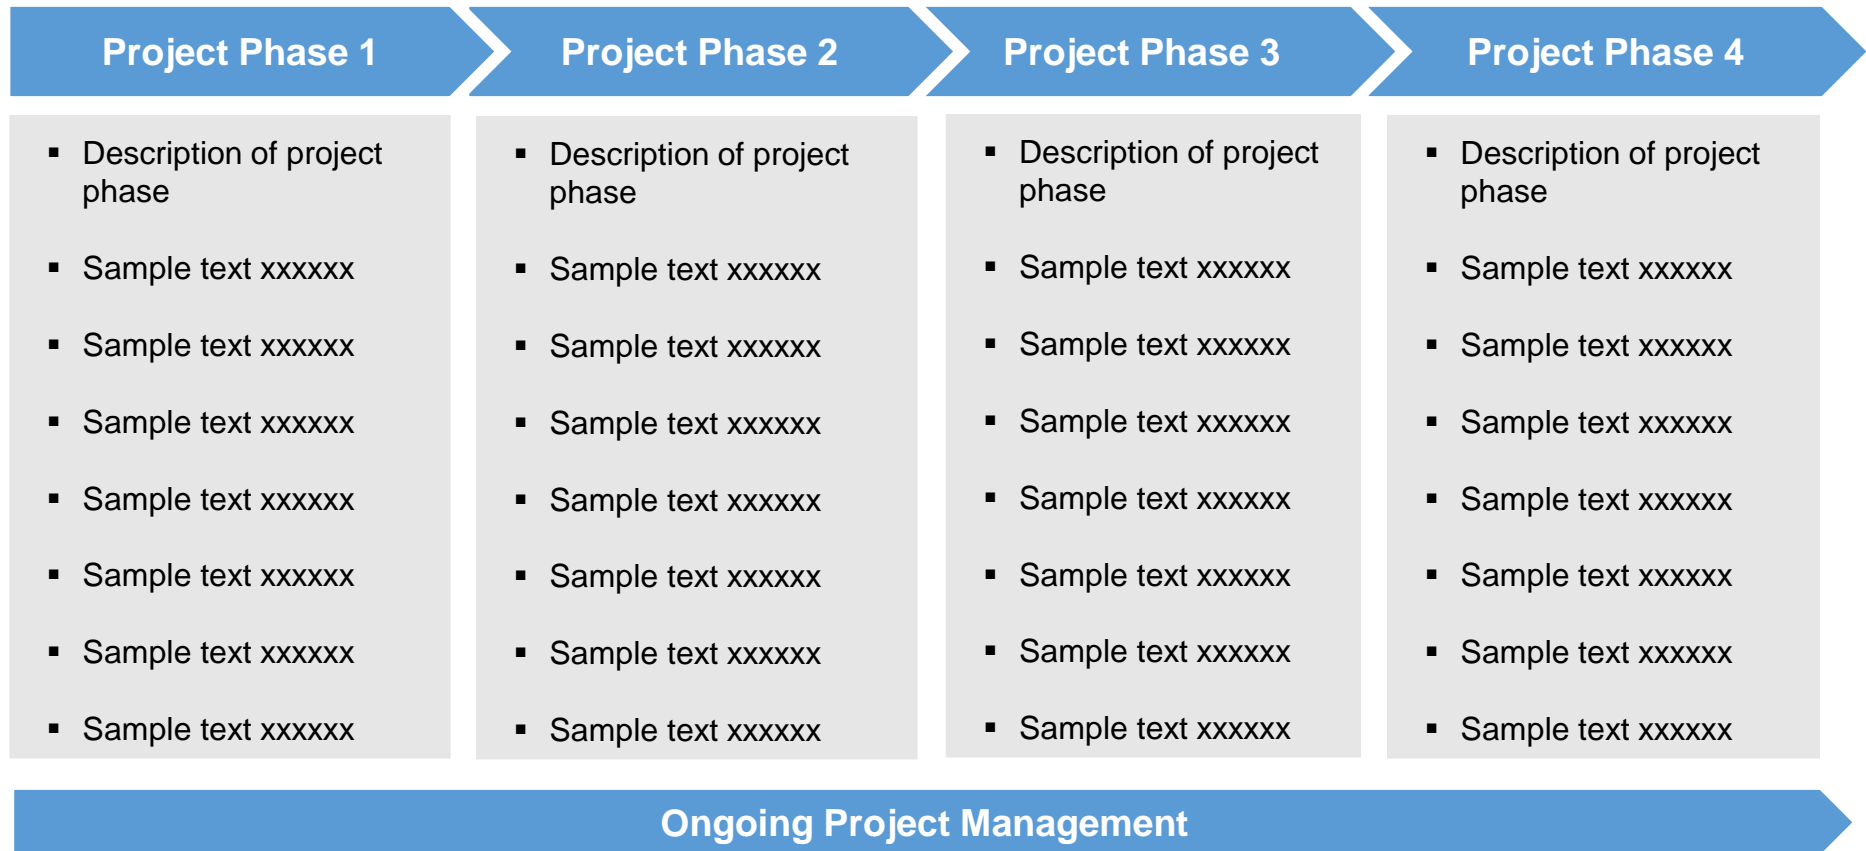 Project Phase 1
Project Phase 2
Project Phase 3
Project Phase 4
▪ Description of project
phase
▪ Sample text xxxxxx
▪ Sample text xxxxxx
▪ Sample text xxxxxx
▪ Sample text xxxxxx
▪ Sample text xxxxxx
▪ Sample text xxxxxx
▪ Sample text xxxxxx
▪ Description of project
phase
▪ Sample text xxxxxx
▪ Sample text xxxxxx
▪ Sample text xxxxxx
▪ Sample text xxxxxx
▪ Sample text xxxxxx
▪ Sample text xxxxxx
▪ Sample text xxxxxx
▪ Description of project
phase
▪ Sample text xxxxxx
▪ Sample text xxxxxx
▪ Sample text xxxxxx
▪ Sample text xxxxxx
▪ Sample text xxxxxx
▪ Sample text xxxxxx
▪ Sample text xxxxxx
▪ Description of project
phase
▪ Sample text xxxxxx
▪ Sample text xxxxxx
▪ Sample text xxxxxx
▪ Sample text xxxxxx
▪ Sample text xxxxxx
▪ Sample text xxxxxx
▪ Sample text xxxxxx
Ongoing Project Management